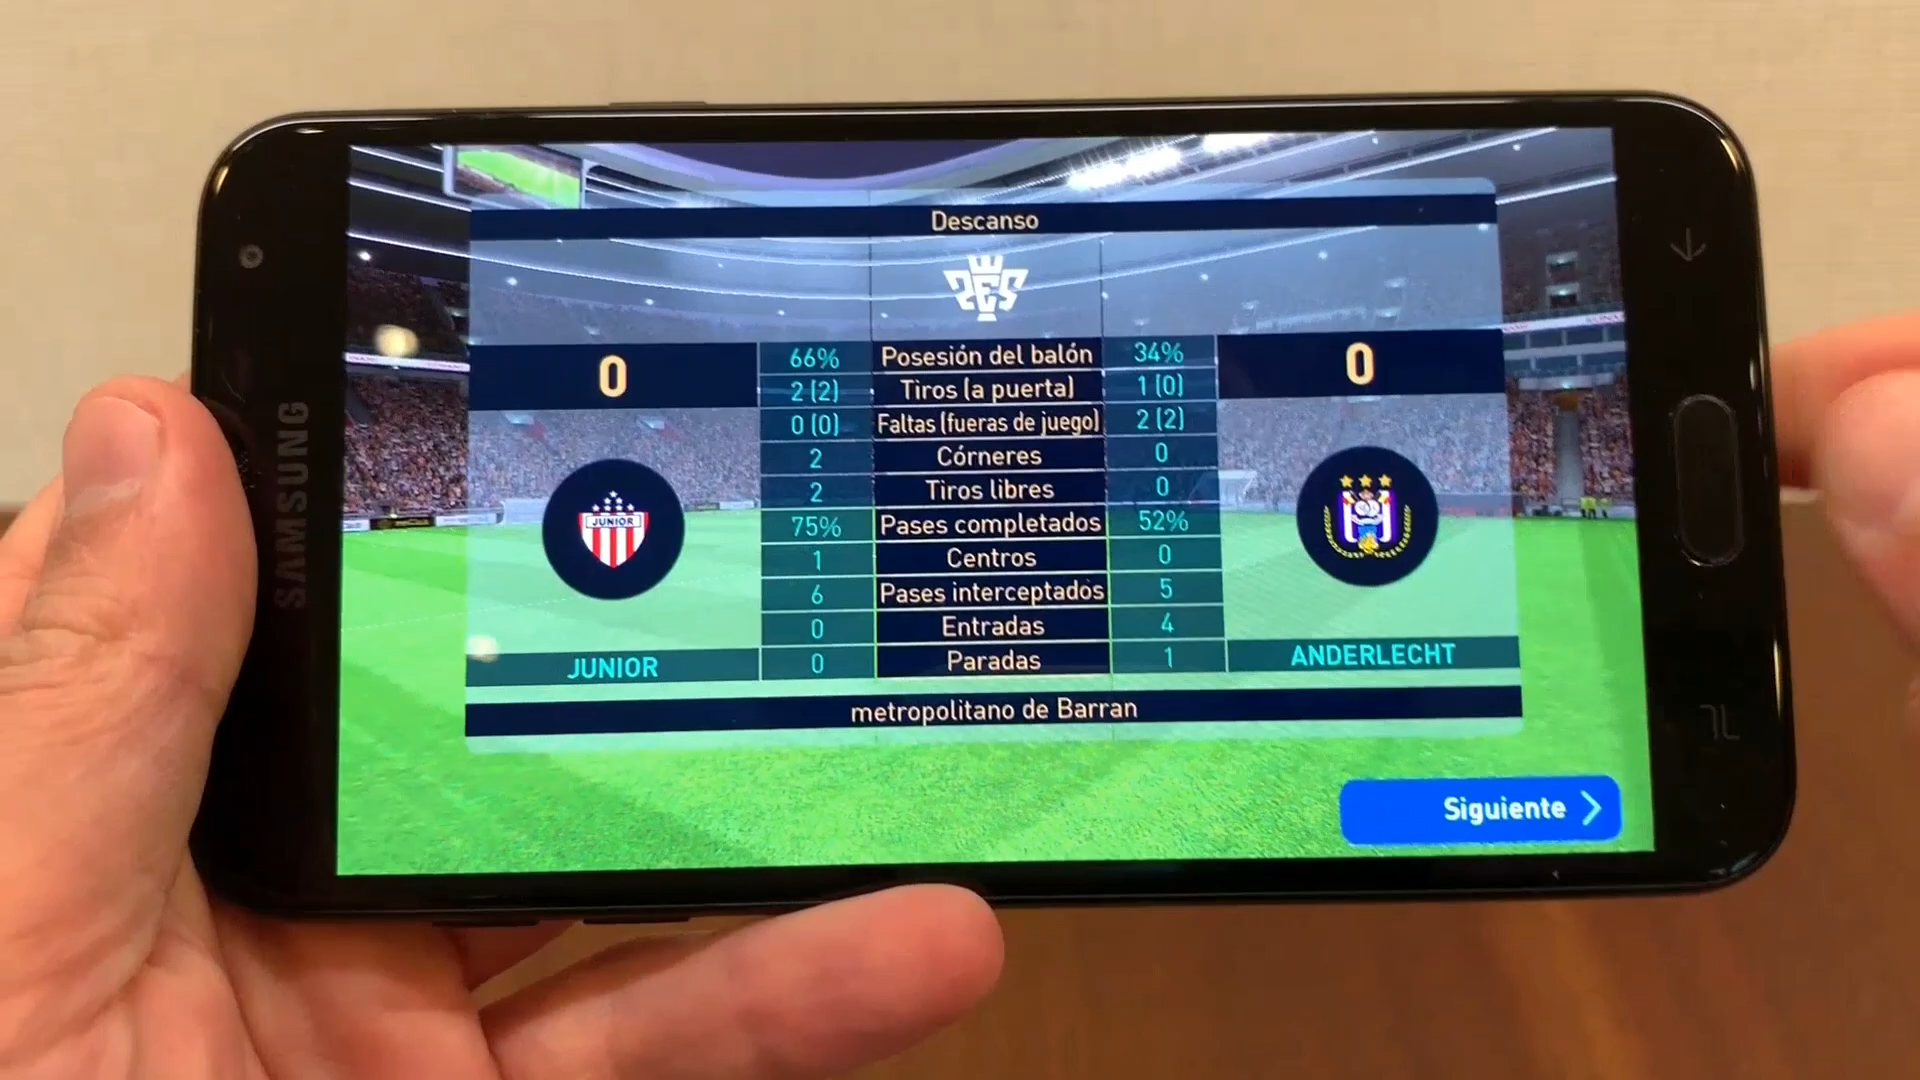 SAMSUNG
Descanso
PES
0 66% Posesión del balón 34% 0
2 (2) Tiros (a puerta) 1 (0)
0 (0) Faltas (fueras de juego) 2 (2)
2 Córneres 0
2 Tiros libres 0
75% Pases completados 52%
JUNIOR
1 Centros 0
6 Pases interceptados 5
0 Entradas 4
JUNIOR 0 Paradas 1 ANDERLECHT
metropolitano de Barran
Siguiente